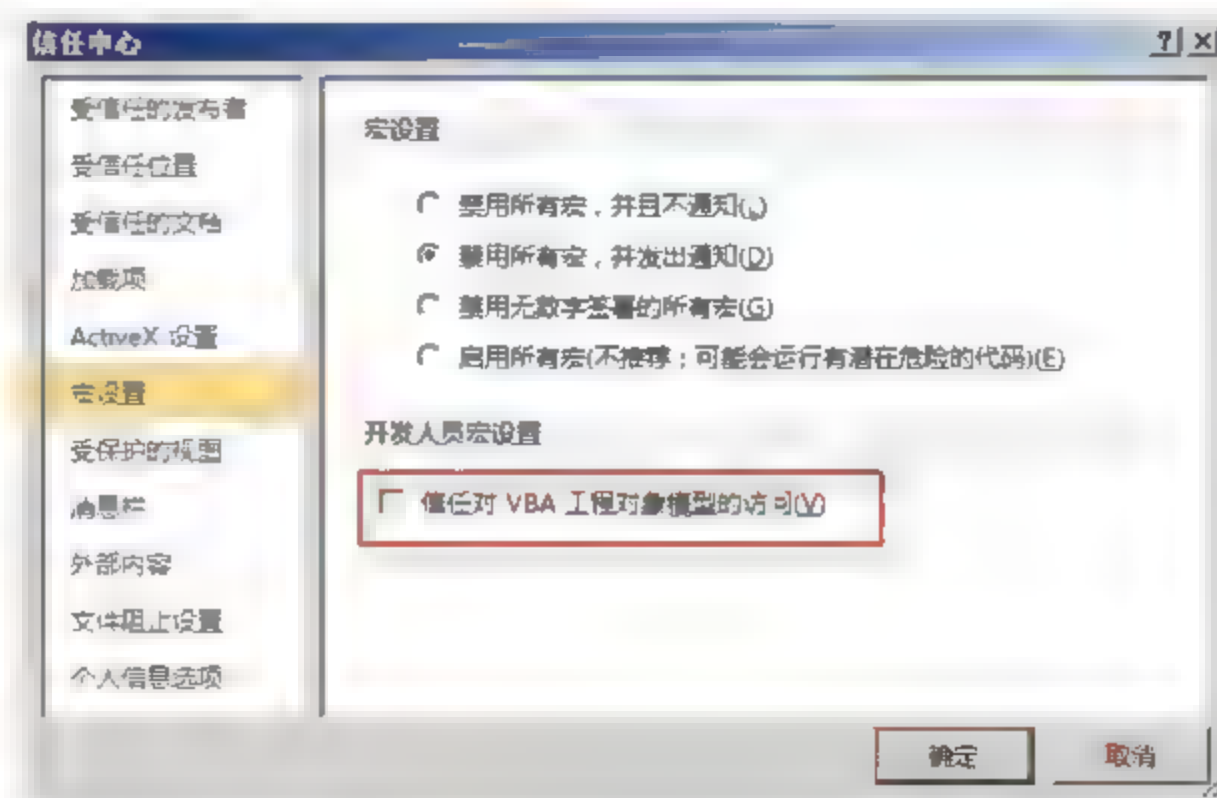 信任中心
受信任的发布者
受信任位置
受信任的文档
加载项
ActiveX 设置
宏设置
受保护的视图
消息栏
外部内容
文件阻止设置
个人信息选项
宏设置
禁用所有宏，并且不通知(L)
禁用所有宏，并发出通知(D)
禁用无数字签署的所有宏(G)
启用所有宏(不推荐；可能会运行有潜在危险的代码)(E)
开发人员宏设置
信任对 VBA 工程对象模型的访问(V)
确定
取消